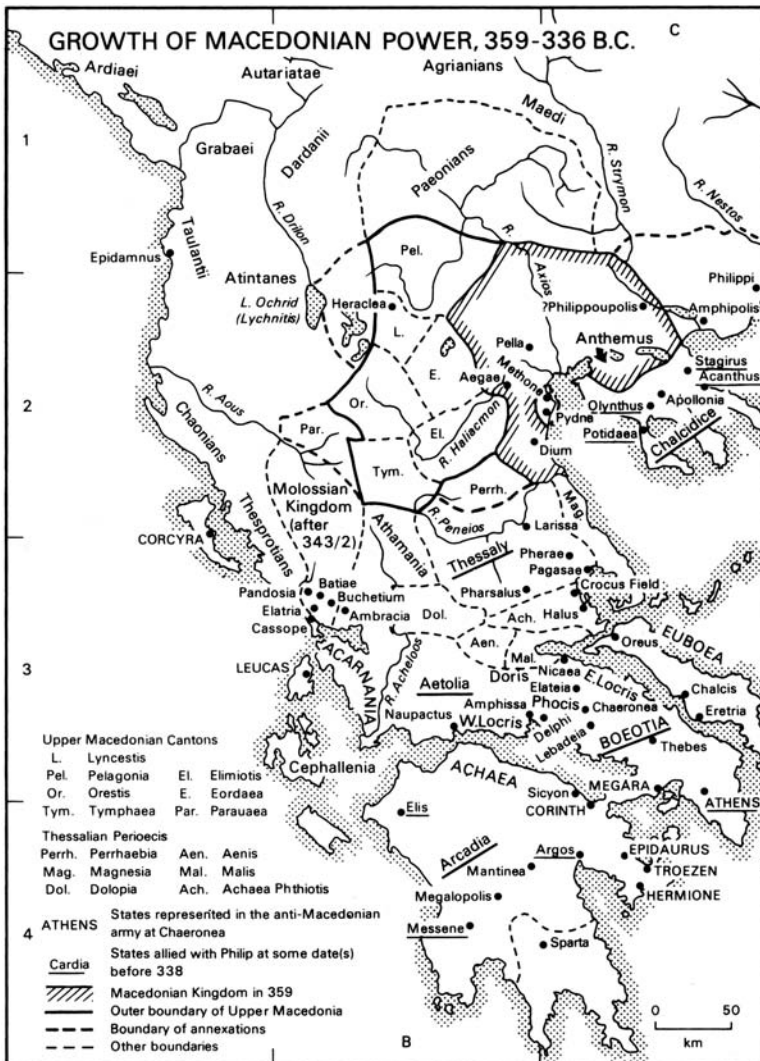 GROWTH OF MACEDONIAN POWER, 359-336 B.C.
C
Ardiaei
Autariatae
Agrianians
Maedi
1
Grabaei
Dardanii
Paeonians
R. Strymon
R. Nestos
R. Drilon
Taulantii
Epidamnus
R.
Axios
Pel.
Atintanes
L. Ochrid
(Lychnitis)
Heraclea
Philippi
?Philippoupolis
Amphipolis
L.
Pella
Anthemus
Stagirus
Acanthus
2
E.
Aegae
Methone
Apollonia
Olynthus
R. Aous
Or.
Pydna
Potidaea
Chalcidice
Par.
El.
R. Haliacmon
Dium
Chaonians
Tym.
Perrh.
Mag.
Molossian
Kingdom
(after
343/2)
R. Peneios
Larissa
CORCYRA
Thesprotians
Athamania
Thessaly
Pherae
Pagasae
Pandosia
Batiae
Buchetium
Pharsalus
Crocus Field
Elatria
Ambracia
Dol.
Ach.
Halus
Cassope
Aen.
Oreus
EUBOEA
3
ACARNANIA
R. Acheloos
Mal.
Nicaea
Doris
E. Locris
LEUCAS
Aetolia
Elateia
Chalcis
Amphissa
Phocis
Chaeronea
Eretria
Naupactus
W. Locris
Delphi
Lebadeia
BOEOTIA
Thebes
Cephallenia
ACHAEA
Sicyon
MEGARA
CORINTH
ATHENS
Elis
Arcadia
Argos
EPIDAURUS
Mantinea
TROEZEN
Megalopolis
HERMIONE
Messene
Sparta
Upper Macedonian Cantons
L. Lyncestis
Pel. Pelagonia El. Elimiotis
Or. Orestis E. Eordaea
Tym. Tymphaea Par. Parauaea
Thessalian Perioecis
Perrh. Perrhaebia Aen. Aenis
Mag. Magnesia Mal. Malis
Dol. Dolopia Ach. Achaea Phthiotis
ATHENS States represented in the anti-Macedonian
army at Chaeronea
4
Cardia States allied with Philip at some date(s)
before 338
Macedonian Kingdom in 359
Outer boundary of Upper Macedonia
Boundary of annexations
Other boundaries
B
0 50
km